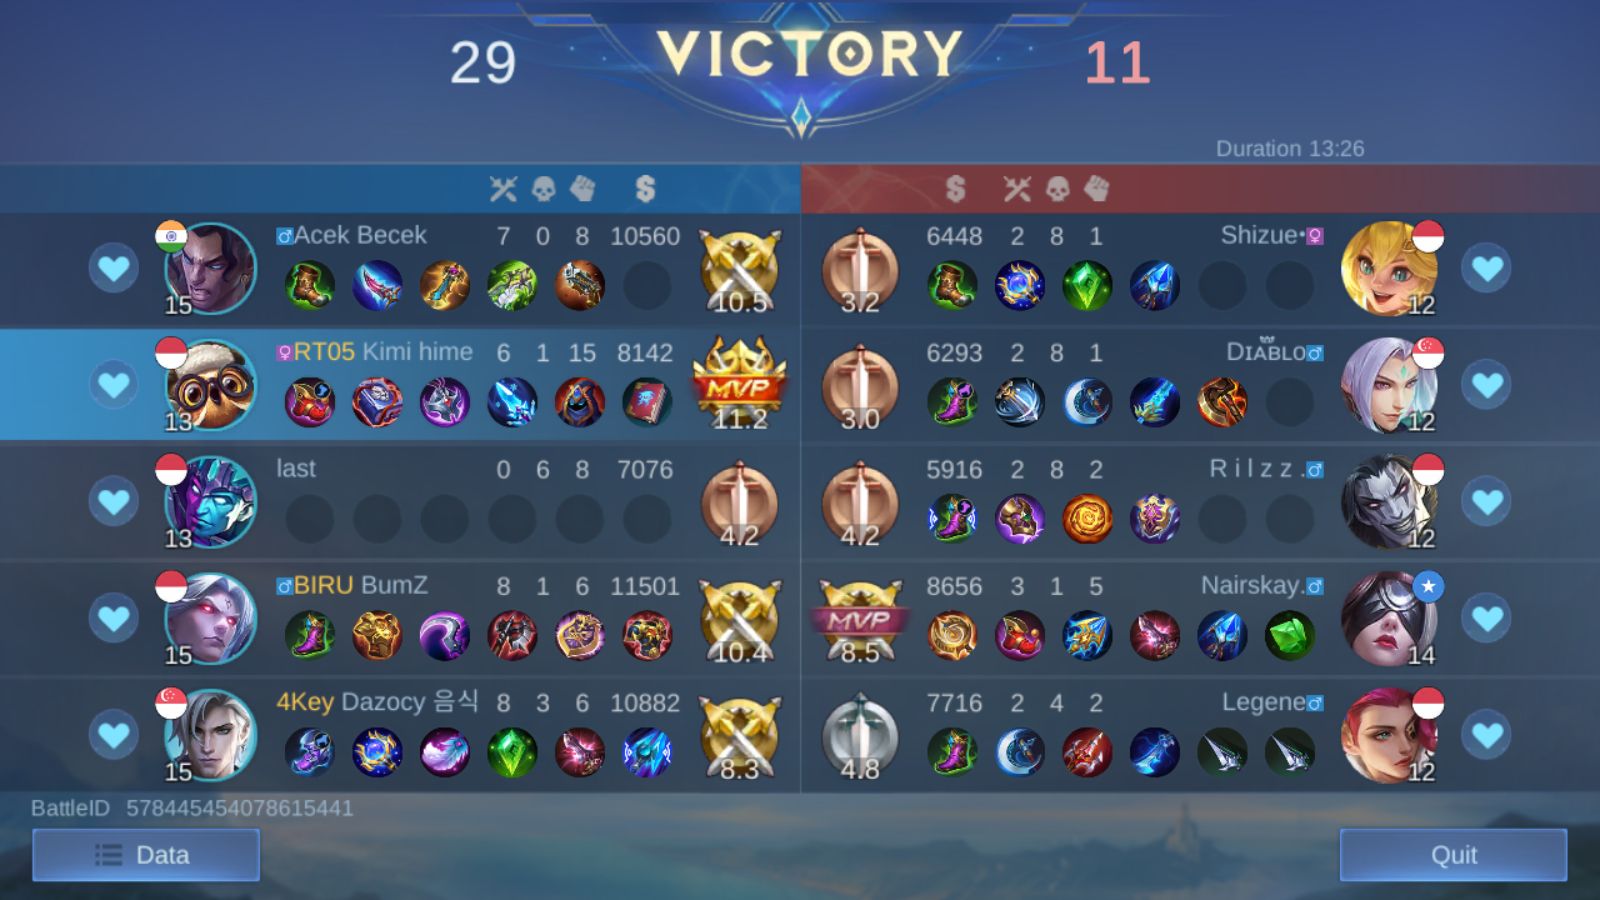 29 VICTORY 11
Duration 13:26
Acek Becek 7 0 8 10560
15 10.5
6448 2 8 1 Shizue•
3.2 12
RT05 Kimi hime 6 1 15 8142
13 MVP 11.2
6293 2 8 1 DɪᴀʙʟO
3.0 12
last 0 6 8 7076
13 4.2
5916 2 8 2 R i l z z .
4.2 12
BIRU BumZ 8 1 6 11501
15 10.4
8656 3 1 5 Nairskay.
MVP 8.5 14
4Key Dazocy 음식 8 3 6 10882
15 8.3
7716 2 4 2 Legene
4.8 12
BattleID 578445454078615441
Data Quit